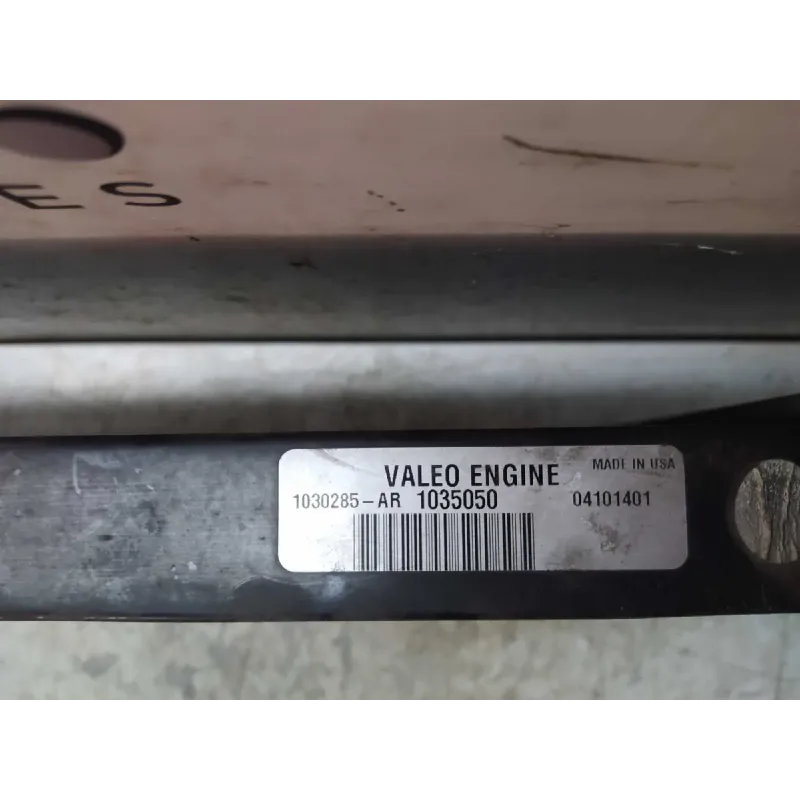 ES
VALEO ENGINE MADE IN USA
1030285-AR 1035050 04101401